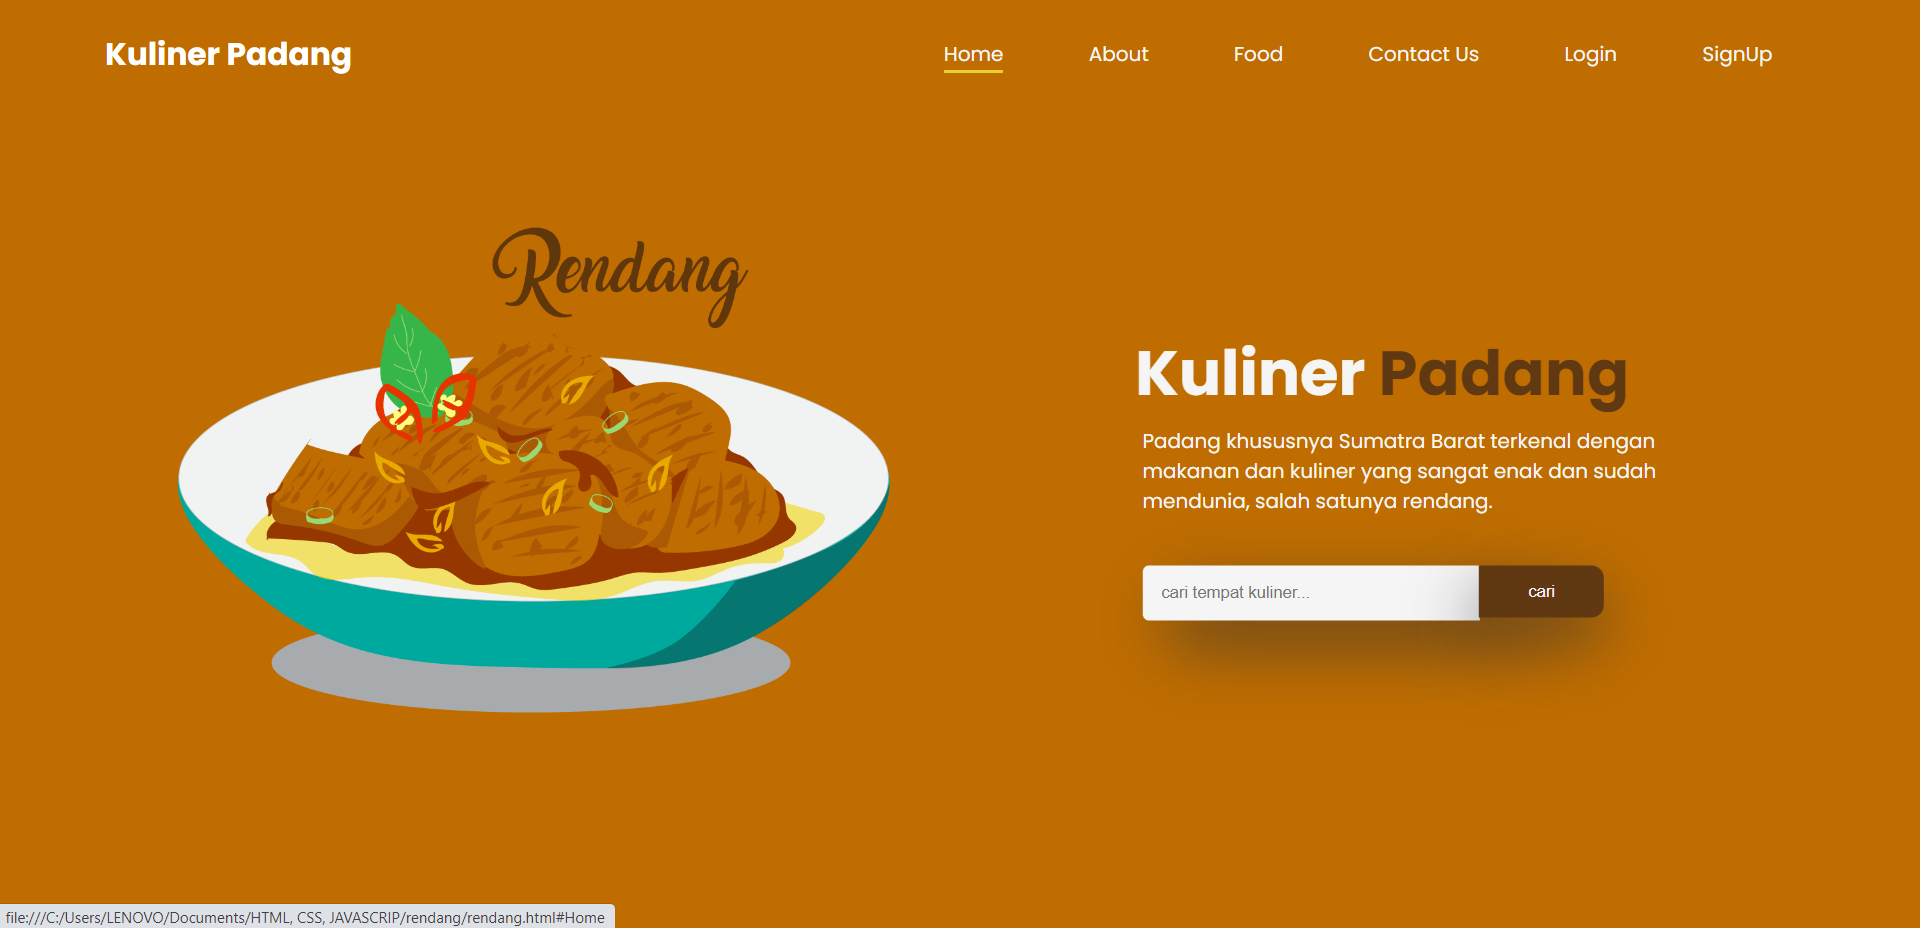 Kuliner Padang
Home About Food Contact Us Login SignUp
Rendang
Kuliner Padang
Padang khususnya Sumatra Barat terkenal dengan
makanan dan kuliner yang sangat enak dan sudah
mendunia, salah satunya rendang.
cari tempat kuliner... cari
file:///C:/Users/LENOVO/Documents/HTML, CSS, JAVASCRIP/rendang/rendang.html#Home